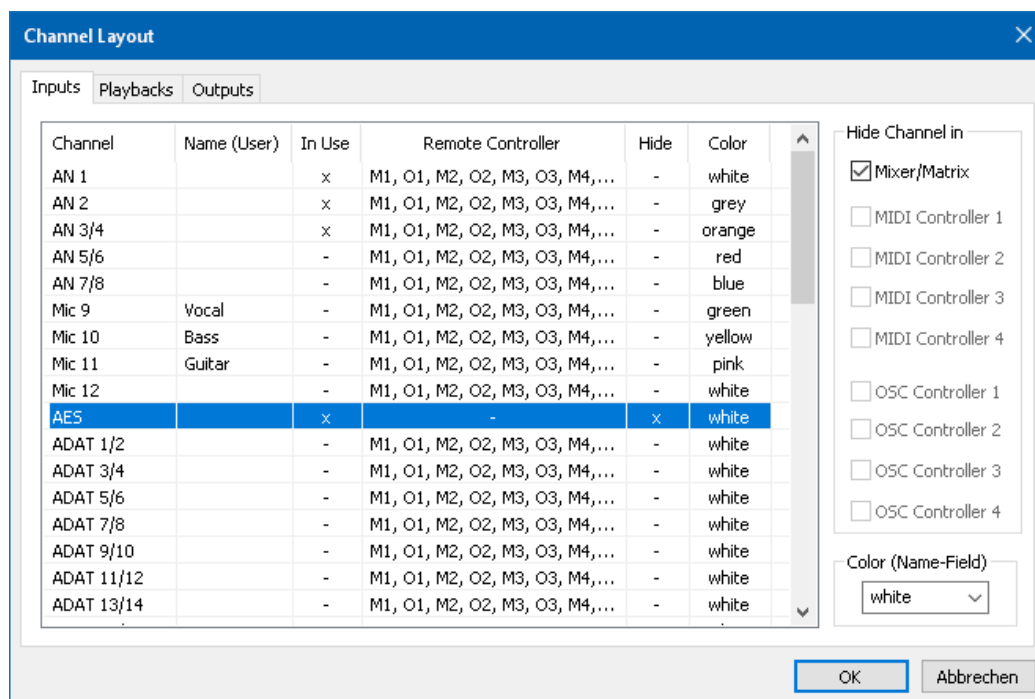 Channel Layout
Inputs Playbacks Outputs
Channel Name (User) In Use Remote Controller Hide Color
AN 1 x M1, O1, M2, O2, M3, O3, M4,... - white
AN 2 x M1, O1, M2, O2, M3, O3, M4,... - grey
AN 3/4 x M1, O1, M2, O2, M3, O3, M4,... - orange
AN 5/6 - M1, O1, M2, O2, M3, O3, M4,... - red
AN 7/8 - M1, O1, M2, O2, M3, O3, M4,... - blue
Mic 9 Vocal - M1, O1, M2, O2, M3, O3, M4,... - green
Mic 10 Bass - M1, O1, M2, O2, M3, O3, M4,... - yellow
Mic 11 Guitar - M1, O1, M2, O2, M3, O3, M4,... - pink
Mic 12 - M1, O1, M2, O2, M3, O3, M4,... - white
AES x - x white
ADAT 1/2 - M1, O1, M2, O2, M3, O3, M4,... - white
ADAT 3/4 - M1, O1, M2, O2, M3, O3, M4,... - white
ADAT 5/6 - M1, O1, M2, O2, M3, O3, M4,... - white
ADAT 7/8 - M1, O1, M2, O2, M3, O3, M4,... - white
ADAT 9/10 - M1, O1, M2, O2, M3, O3, M4,... - white
ADAT 11/12 - M1, O1, M2, O2, M3, O3, M4,... - white
ADAT 13/14 - M1, O1, M2, O2, M3, O3, M4,... - white
Hide Channel in
Mixer/Matrix
MIDI Controller 1
MIDI Controller 2
MIDI Controller 3
MIDI Controller 4
OSC Controller 1
OSC Controller 2
OSC Controller 3
OSC Controller 4
Color (Name-Field)
white
OK Abbrechen